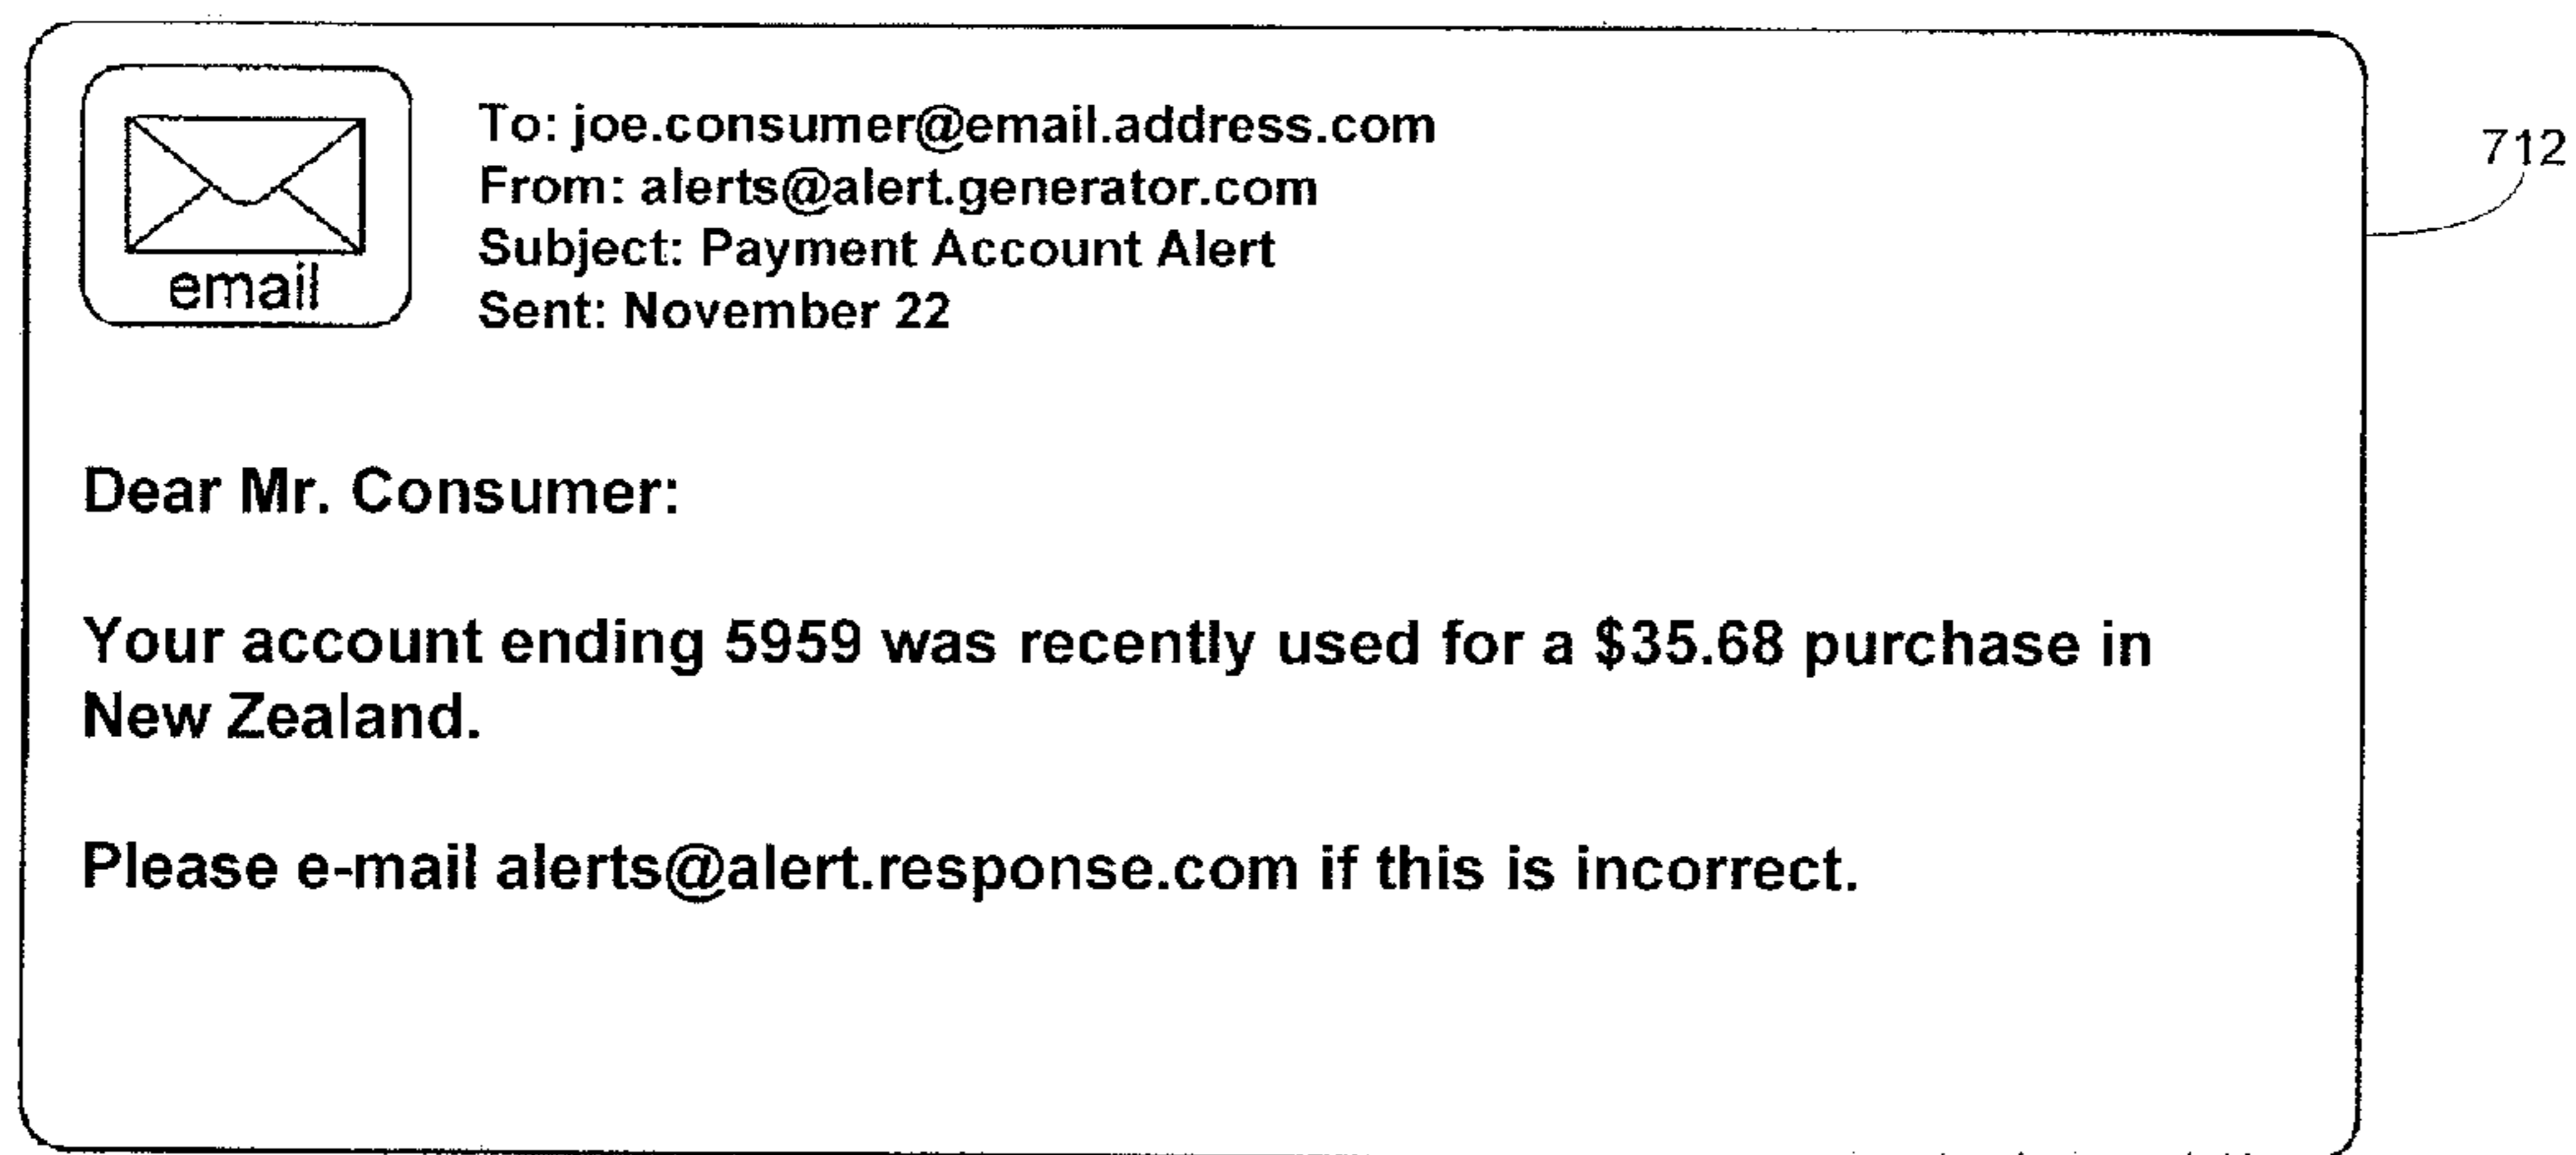 To: joe.consumer@email.address.com
From: alerts@alert.generator.com
Subject: Payment Account Alert
Sent: November 22
email
712
Dear Mr. Consumer:
Your account ending 5959 was recently used for a $35.68 purchase in
New Zealand.
Please e-mail alerts@alert.response.com if this is incorrect.